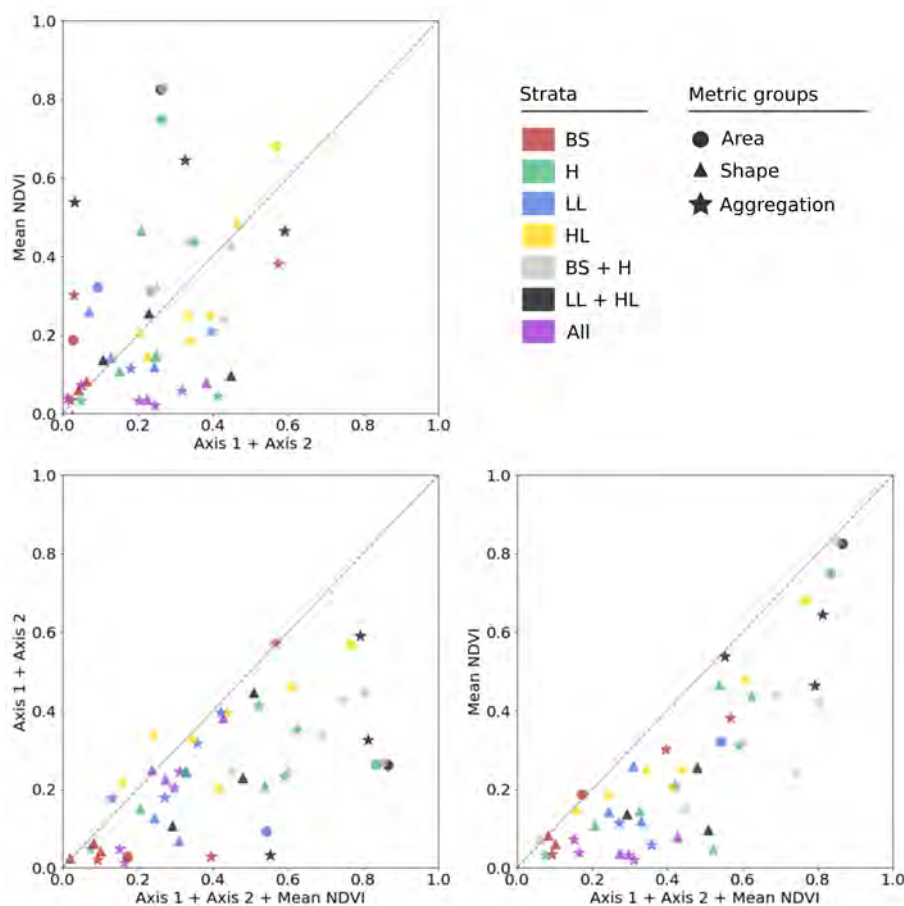 1.0
0.8
0.6
0.4
0.2
0.0
Mean NDVI
0.0 0.2 0.4 0.6 0.8 1.0
Axis 1 + Axis 2
Strata
BS
H
LL
HL
BS + H
LL + HL
All
Metric groups
Area
Shape
Aggregation
1.0
0.8
0.6
0.4
0.2
0.0
Axis 1 + Axis 2
0.0 0.2 0.4 0.6 0.8 1.0
Axis 1 + Axis 2 + Mean NDVI
1.0
0.8
0.6
0.4
0.2
0.0
Mean NDVI
0.0 0.2 0.4 0.6 0.8 1.0
Axis 1 + Axis 2 + Mean NDVI